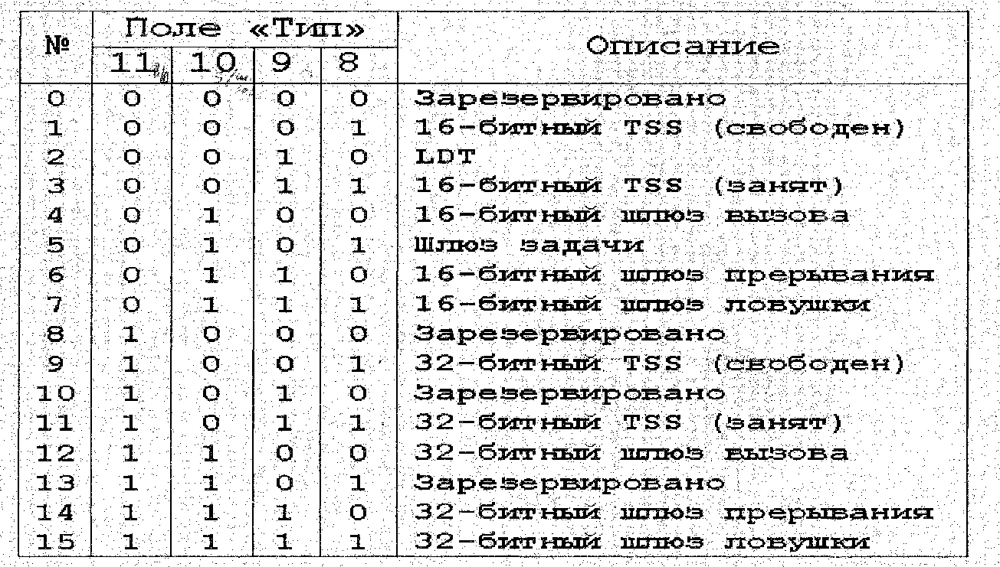 № Поле «Тип» Описание
11 10 9 8
0 0 0 0 0 Зарезервировано
1 0 0 0 1 16-битный TSS (свободен)
2 0 0 1 0 LDT
3 0 0 1 1 16-битный TSS (занят)
4 0 1 0 0 16-битный шлюз вызова
5 0 1 0 1 Шлюз задачи
6 0 1 1 0 16-битный шлюз прерывания
7 0 1 1 1 16-битный шлюз ловушки
8 1 0 0 0 Зарезервировано
9 1 0 0 1 32-битный TSS (свободен)
10 1 0 1 0 Зарезервировано
11 1 0 1 1 32-битный TSS (занят)
12 1 1 0 0 32-битный шлюз вызова
13 1 1 0 1 Зарезервировано
14 1 1 1 0 32-битный шлюз прерывания
15 1 1 1 1 32-битный шлюз ловушки